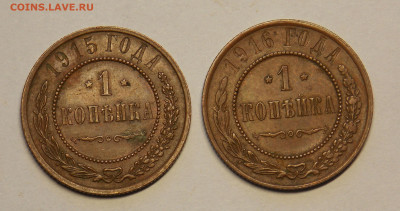 COINS.LAVE.RU
1915 ГОДА
* 1 *
КОПѢЙКА
1916 ГОДА
* 1 *
КОПѢЙКА